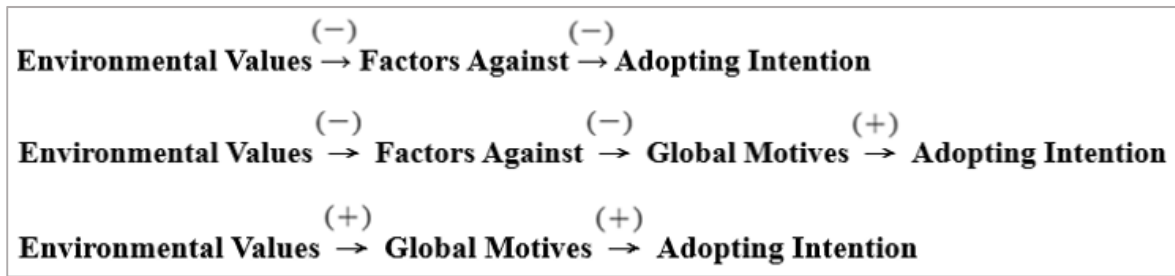 (−) (−)
Environmental Values → Factors Against → Adopting Intention
(−) (−) (+)
Environmental Values → Factors Against → Global Motives → Adopting Intention
(+) (+)
Environmental Values → Global Motives → Adopting Intention